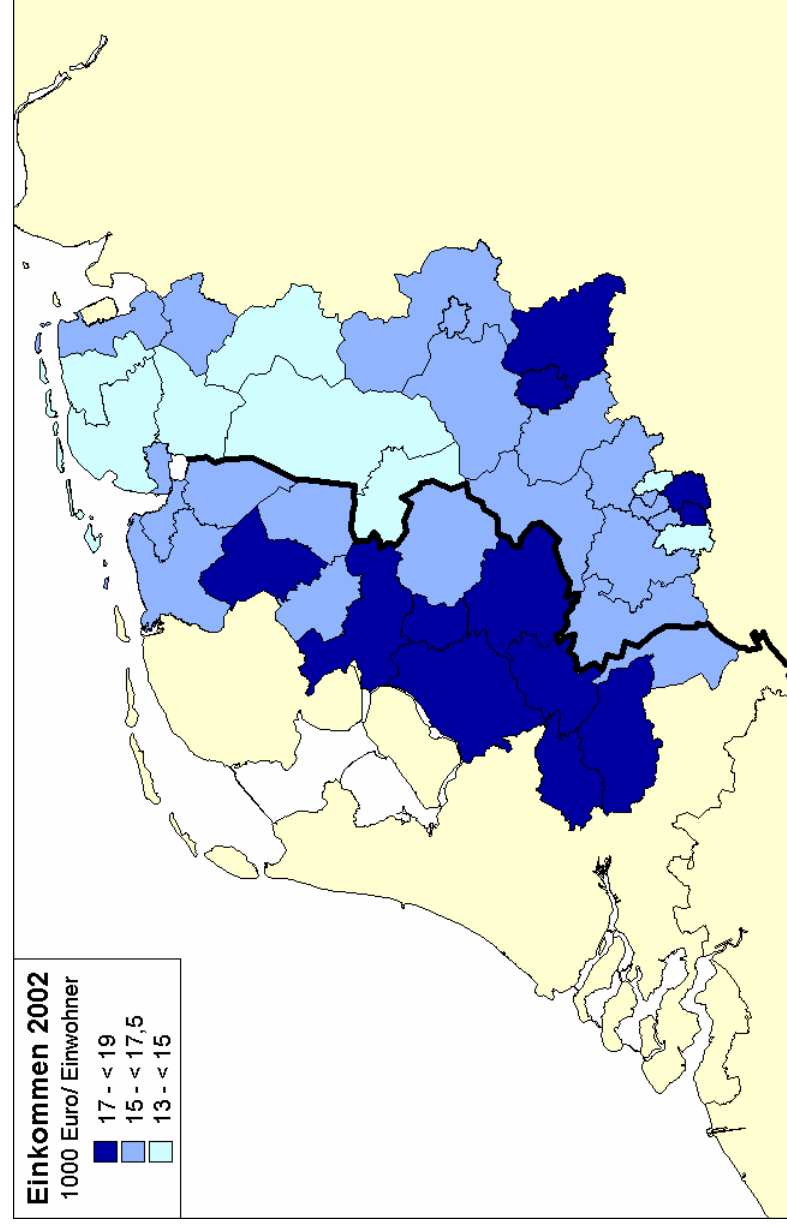 Einkommen 2002
1000 Euro/ Einwohner
17 - < 19
15 - < 17,5
13 - < 15